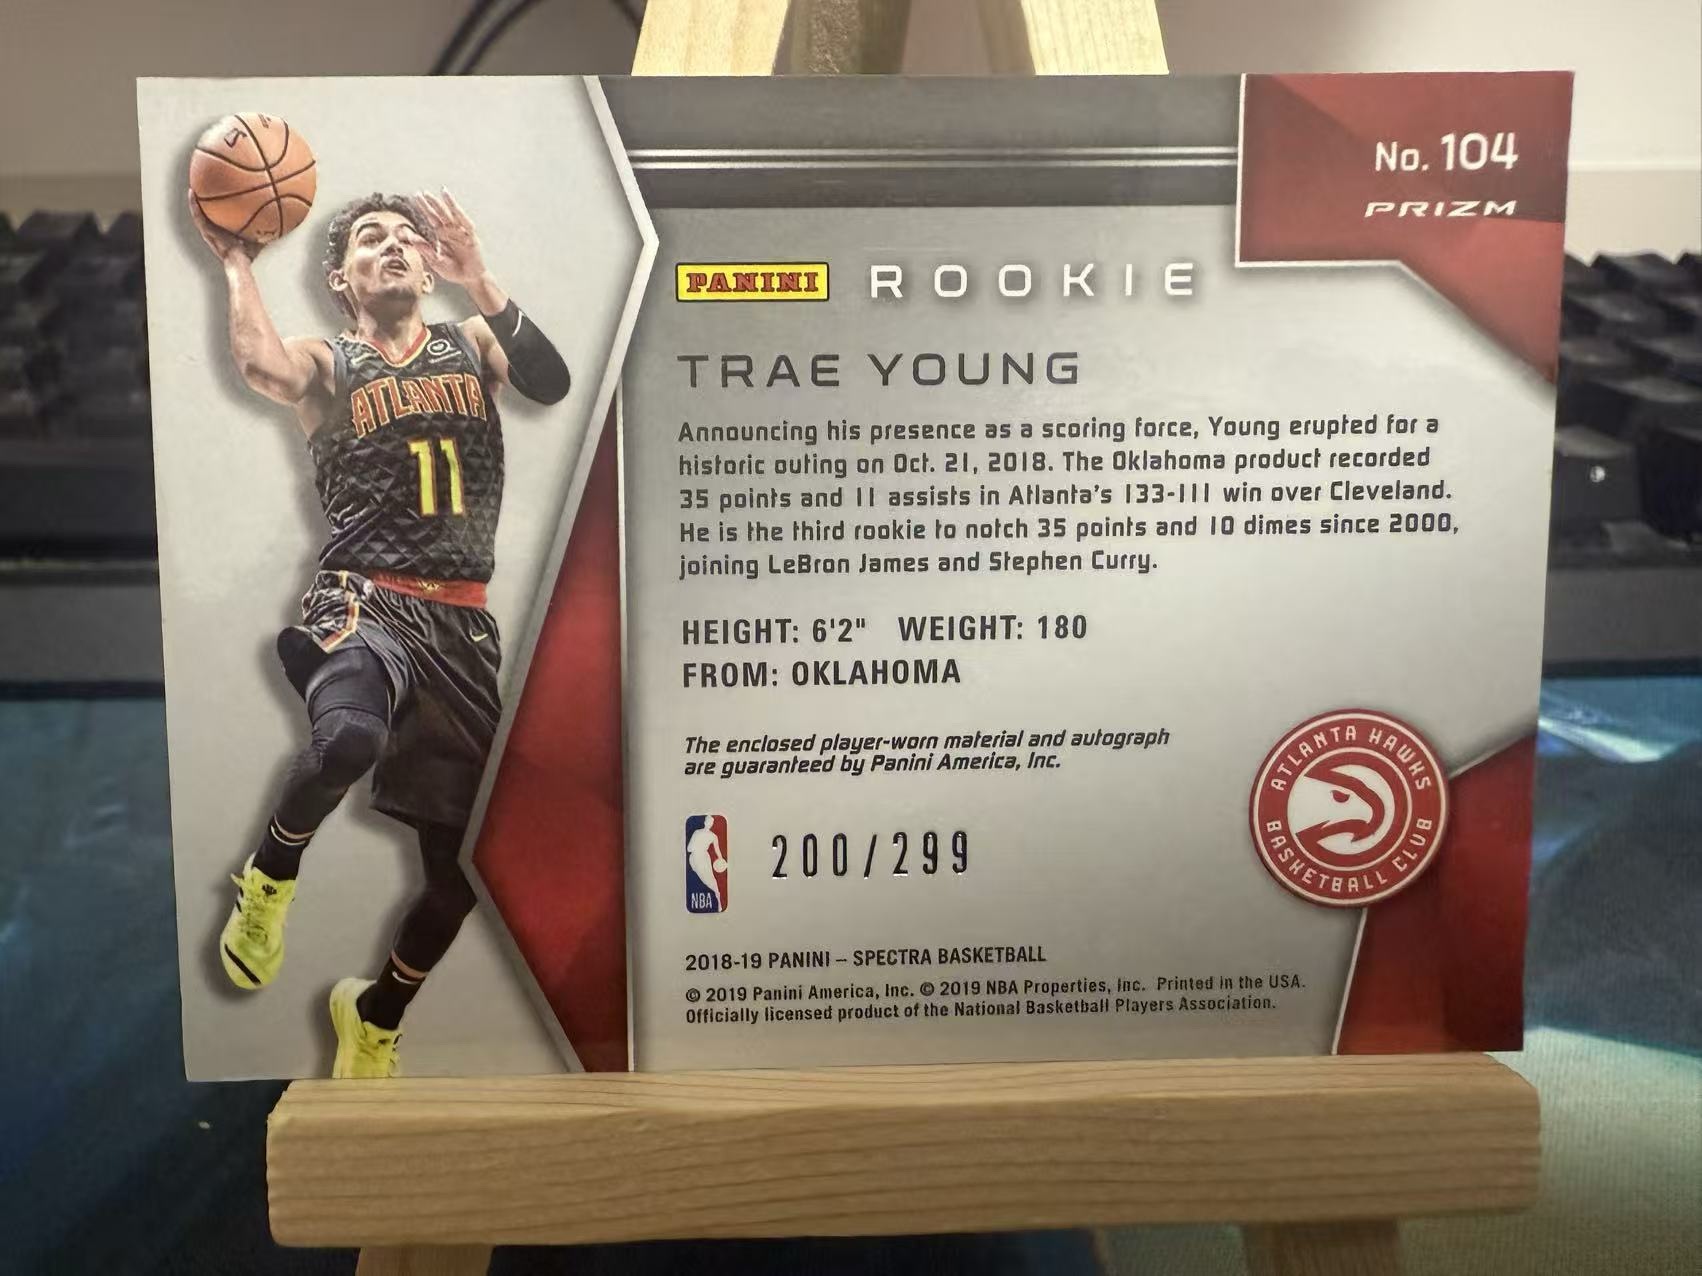 No. 104
PRIZM
PANINI ROOKIE
TRAE YOUNG
Announcing his presence as a scoring force, Young erupted for a
historic outing on Oct. 21, 2018. The Oklahoma product recorded
35 points and 11 assists in Atlanta's 133-111 win over Cleveland.
He is the third rookie to notch 35 points and 10 dimes since 2000,
joining LeBron James and Stephen Curry.
HEIGHT: 6'2" WEIGHT: 180
FROM: OKLAHOMA
The enclosed player-worn material and autograph
are guaranteed by Panini America, Inc.
NBA
200/299
ATLANTA HAWKS
BASKETBALL CLUB
2018-19 PANINI – SPECTRA BASKETBALL
© 2019 Panini America, Inc. © 2019 NBA Properties, Inc. Printed in the USA.
Officially licensed product of the National Basketball Players Association.
ATLANTA
11